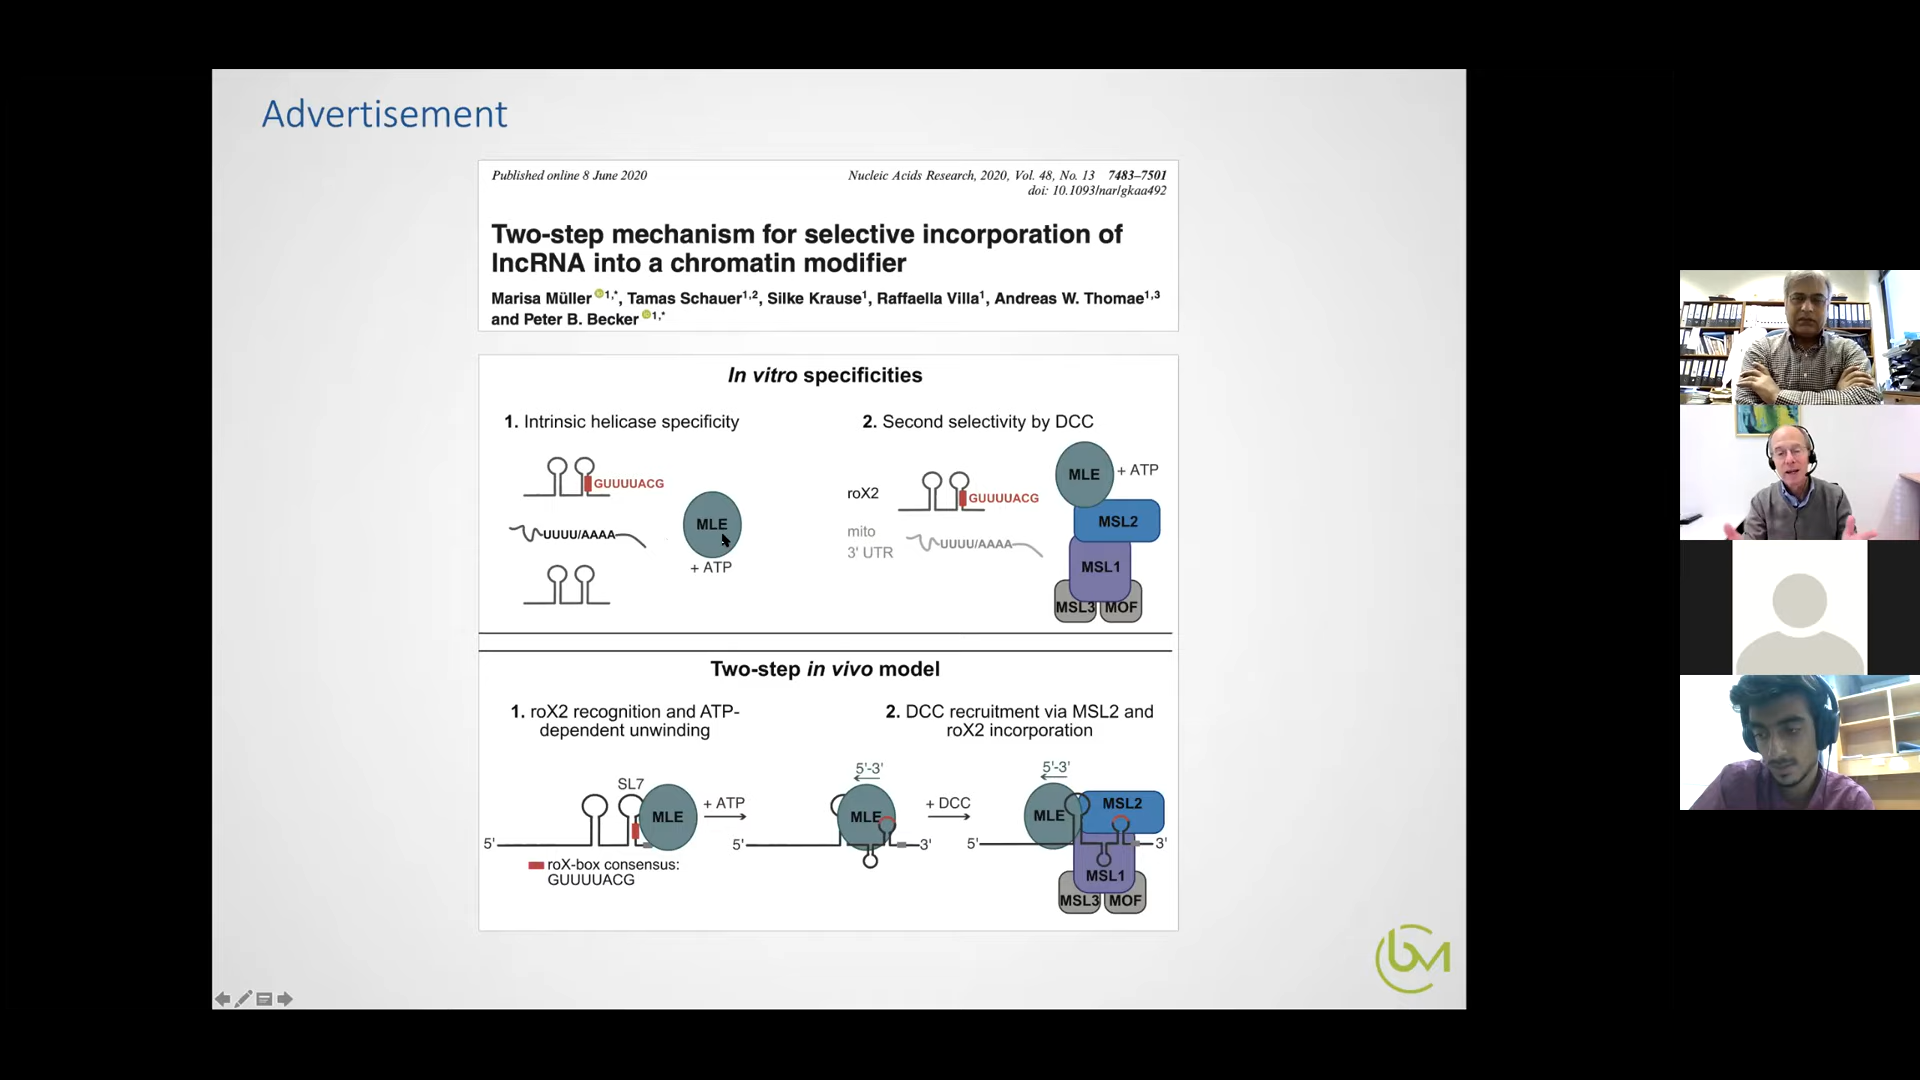 Advertisement
Published online 8 June 2020
Nucleic Acids Research, 2020, Vol. 48, No. 13 7483–7501
doi: 10.1093/nar/gkaa492
Two-step mechanism for selective incorporation of
lncRNA into a chromatin modifier
Marisa Müller 1,*, Tamas Schauer1,2, Silke Krause1, Raffaella Villa1, Andreas W. Thomae1,3
and Peter B. Becker 1,*
In vitro specificities
1. Intrinsic helicase specificity
GUUUUACG
UUUU/AAAA
MLE
+ ATP
2. Second selectivity by DCC
roX2
GUUUUACG
mito
3' UTR
UUUU/AAAA
MLE
+ ATP
MSL2
MSL1
MSL3
MOF
Two-step in vivo model
1. roX2 recognition and ATP-
dependent unwinding
2. DCC recruitment via MSL2 and
roX2 incorporation
SL7
5'
MLE
+ ATP
roX-box consensus:
GUUUUACG
5'-3'
5'
MLE
3'
+ DCC
5'-3'
5'
MLE
MSL2
3'
MSL1
MSL3
MOF
bM